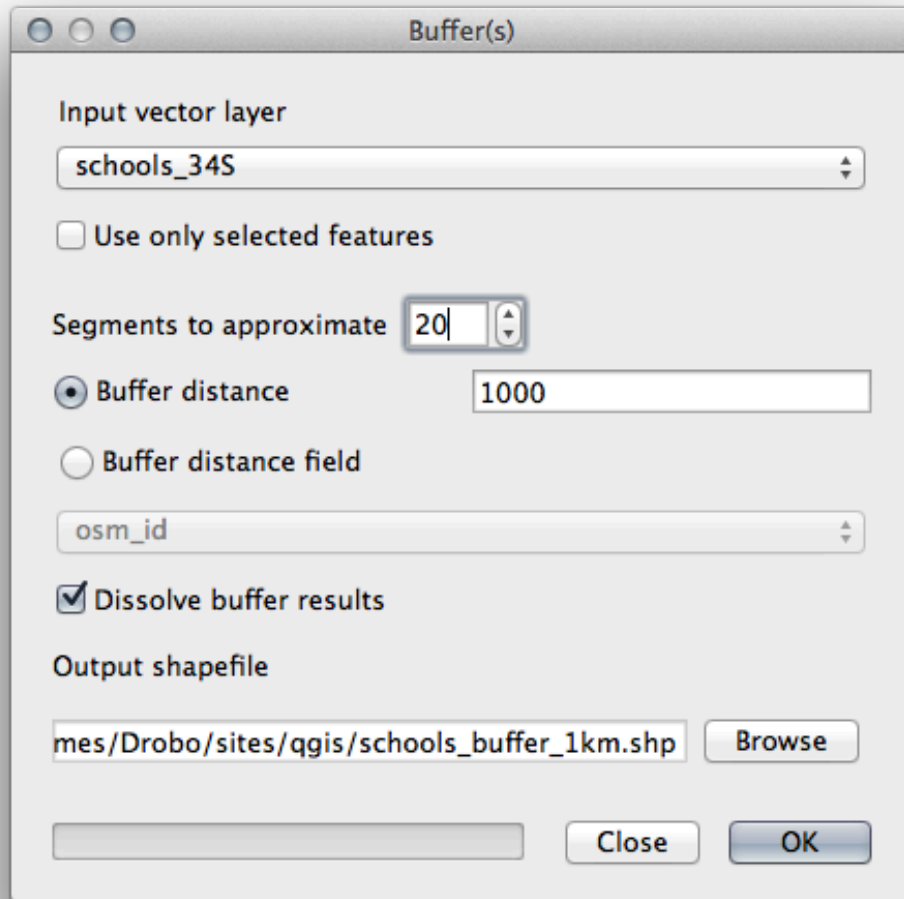 Buffer(s)
Input vector layer
schools_34S
Use only selected features
Segments to approximate 20
Buffer distance 1000
Buffer distance field
osm_id
Dissolve buffer results
Output shapefile
mes/Drobo/sites/qgis/schools_buffer_1km.shp Browse
Close OK